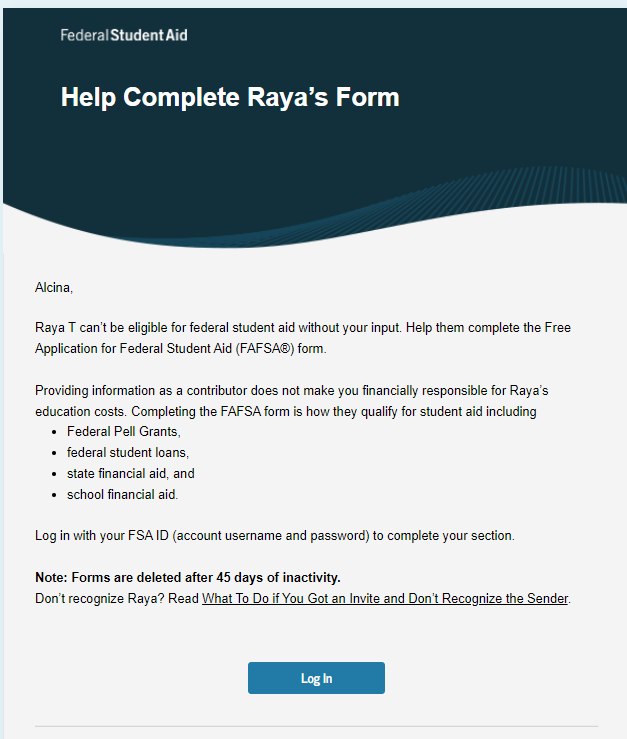 Federal Student Aid
Help Complete Raya’s Form
Alcina,
Raya T can’t be eligible for federal student aid without your input. Help them complete the Free
Application for Federal Student Aid (FAFSA®) form.
Providing information as a contributor does not make you financially responsible for Raya’s
education costs. Completing the FAFSA form is how they qualify for student aid including
• Federal Pell Grants,
• federal student loans,
• state financial aid, and
• school financial aid.
Log in with your FSA ID (account username and password) to complete your section.
Note: Forms are deleted after 45 days of inactivity.
Don’t recognize Raya? Read What To Do if You Got an Invite and Don’t Recognize the Sender.
Log In